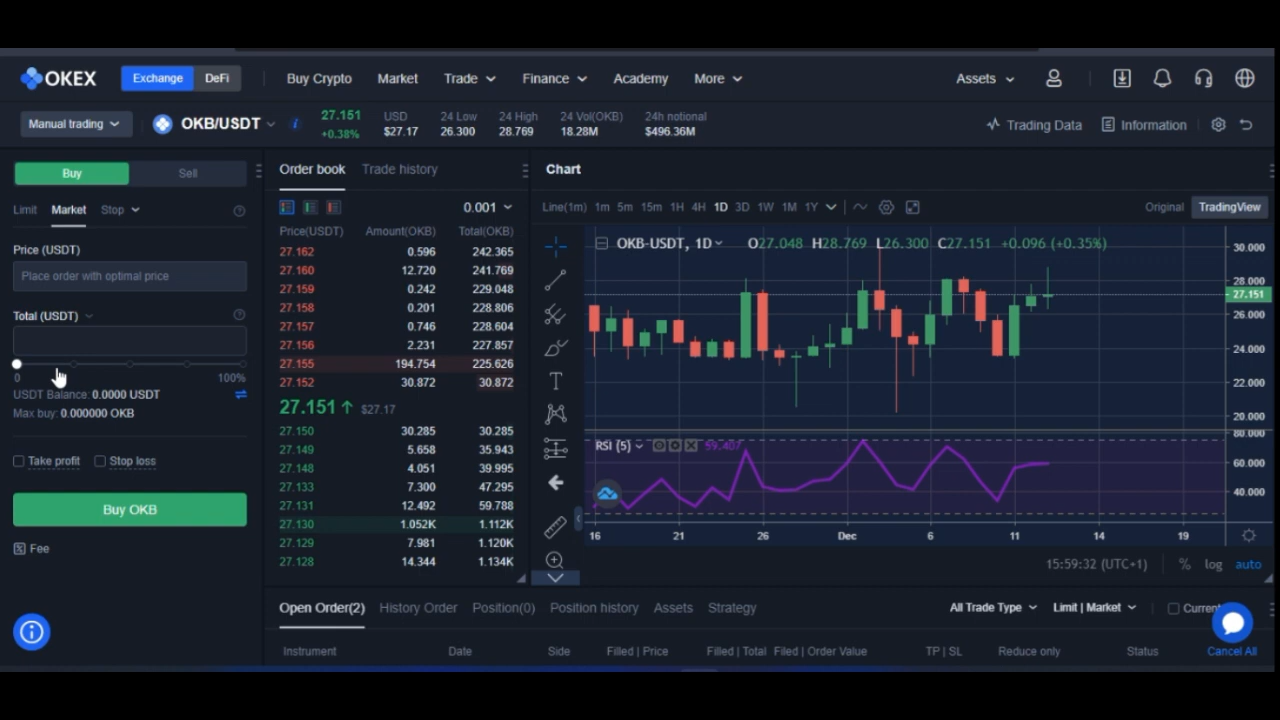 OKEX Exchange DeFi Buy Crypto Market Trade Finance Academy More Assets
Manual trading OKB/USDT 27.151 +0.38% USD $27.17 24 Low 26.300 24 High 28.769 24 Vol(OKB) 18.28M 24h notional $496.36M Trading Data Information
Buy Sell
Limit Market Stop
Price (USDT)
Place order with optimal price
Total (USDT)
0 100%
USDT Balance: 0.0000 USDT
Max buy: 0.000000 OKB
Take profit Stop loss
Buy OKB
Fee
Order book Trade history
0.001
Price(USDT) Amount(OKB) Total(OKB)
27.162 0.596 242.365
27.160 12.720 241.769
27.159 0.242 229.048
27.158 0.201 228.806
27.157 0.746 228.604
27.156 2.231 227.857
27.155 194.754 225.626
27.152 30.872 30.872
27.151 $27.17
27.150 30.285 30.285
27.149 5.658 35.943
27.148 4.051 39.995
27.133 7.300 47.295
27.131 12.492 59.788
27.130 1.052K 1.112K
27.129 7.981 1.120K
27.128 14.344 1.134K
Chart
Line(1m) 1m 5m 15m 1H 4H 1D 3D 1W 1M 1Y Original TradingView
OKB-USDT, 1D O27.048 H28.769 L26.300 C27.151 +0.096 (+0.35%)
30.000
28.000
27.151
26.000
24.000
22.000
20.000
80.000
RSI (5) 59.407
60.000
40.000
16 21 26 Dec 6 11 14 19
15:59:32 (UTC+1) % log auto
Open Order(2) History Order Position(0) Position history Assets Strategy All Trade Type Limit | Market
Instrument Date Side Filled | Price Filled | Total Filled | Order Value TP | SL Reduce only Status Cancel All